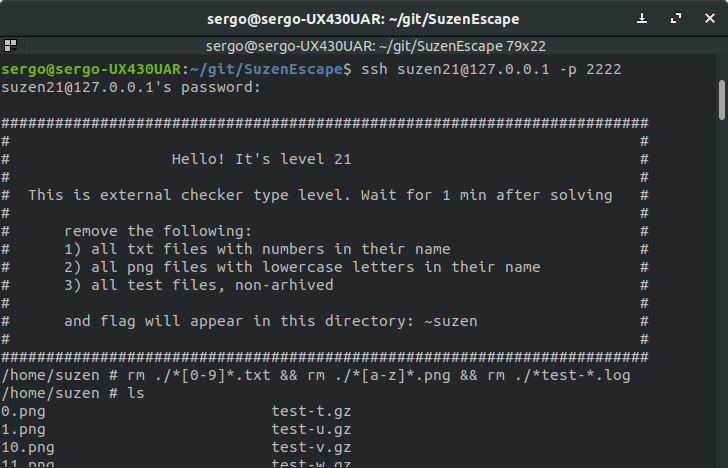 sergo@sergo-UX430UAR: ~/git/SuzenEscape
sergo@sergo-UX430UAR: ~/git/SuzenEscape 79x22
sergo@sergo-UX430UAR:~/git/SuzenEscape$ ssh suzen21@127.0.0.1 -p 2222
suzen21@127.0.0.1's password:
########################################################################
#                                                                      #
#                  Hello! It's level 21                                #
#                                                                      #
#  This is external checker type level. Wait for 1 min after solving   #
#                                                                      #
#      remove the following:                                           #
#      1) all txt files with numbers in their name                     #
#      2) all png files with lowercase letters in their name           #
#      3) all test files, non-arhived                                  #
#                                                                      #
#      and flag will appear in this directory: ~suzen                  #
#                                                                      #
########################################################################
/home/suzen # rm ./*[0-9]*.txt && rm ./*[a-z]*.png && rm ./*test-*.log
/home/suzen # ls
0.png                         test-t.gz
1.png                         test-u.gz
10.png                        test-v.gz
11.png                        test-w.gz